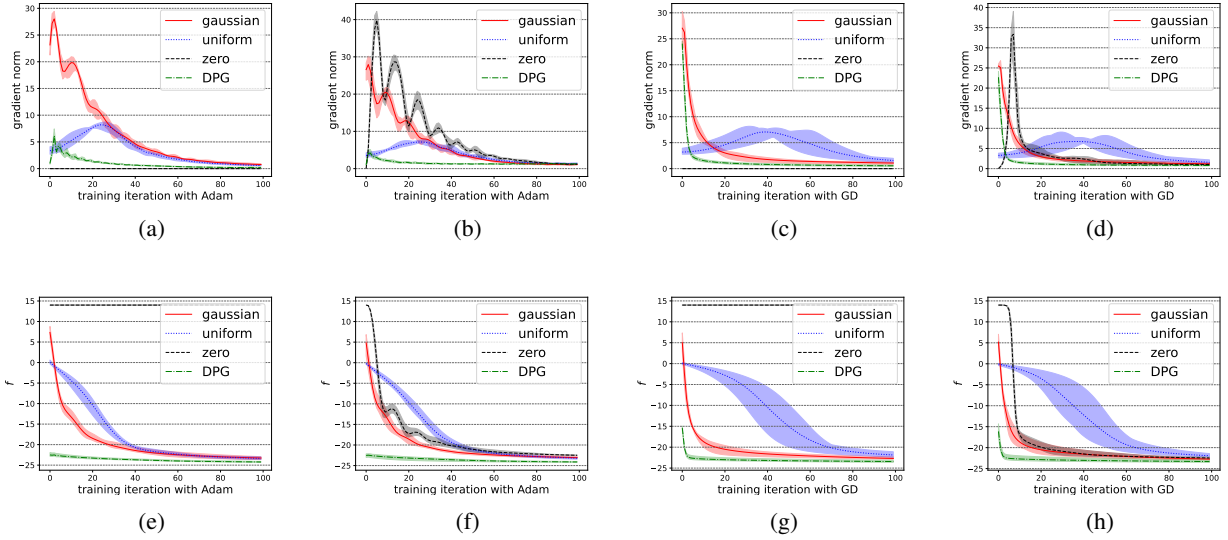 40
35
30
25
20
15
10
5
0
gradient norm
0 20 40 60 80 100
training iteration with Adam
gaussian
uniform
zero
DPG
(a)
40
30
20
10
0
gradient norm
0 20 40 60 80 100
training iteration with Adam
gaussian
uniform
zero
DPG
(b)
35
30
25
20
15
10
5
0
gradient norm
0 20 40 60 80 100
training iteration with GD
gaussian
uniform
zero
DPG
(c)
40
35
30
25
20
15
10
5
0
gradient norm
0 20 40 60 80 100
training iteration with GD
gaussian
uniform
zero
DPG
(d)
15
10
5
0
−5
−10
−15
−20
−25
f
0 20 40 60 80 100
training iteration with Adam
gaussian
uniform
zero
DPG
(e)
15
10
5
0
−5
−10
−15
−20
−25
f
0 20 40 60 80 100
training iteration with Adam
gaussian
uniform
zero
DPG
(f)
15
10
5
0
−5
−10
−15
−20
−25
f
0 20 40 60 80 100
training iteration with GD
gaussian
uniform
zero
DPG
(g)
15
10
5
0
−5
−10
−15
−20
−25
f
0 20 40 60 80 100
training iteration with GD
gaussian
uniform
zero
DPG
(h)